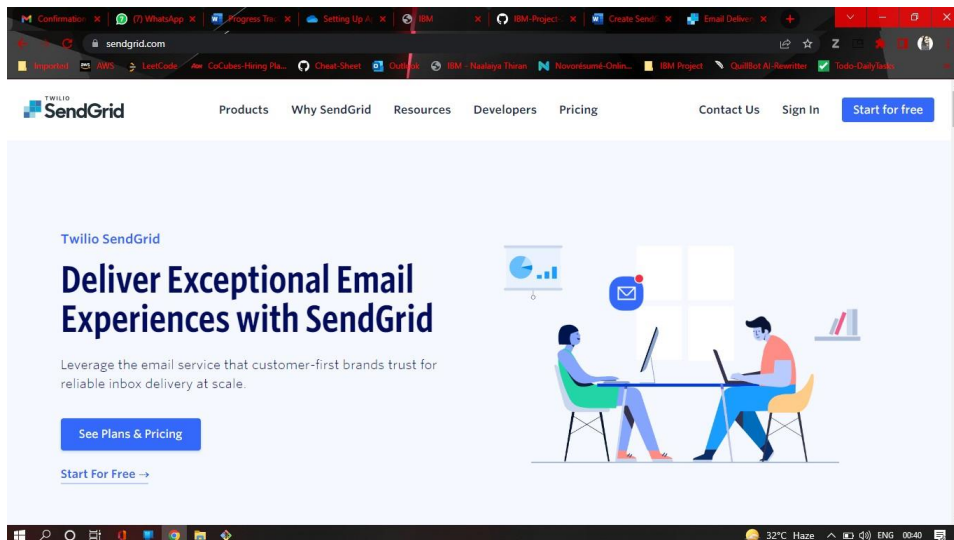 Confirmation
(7) WhatsApp
Progress Tra
Setting Up A
IBM
IBM-Project-
Create Send
Email Deliver
sendgrid.com
Imported
AWS
LeetCode
CoCubes-Hiring Pla...
Cheat-Sheet
Outlook
IBM - Naalaiya Thiran
Novorésumé-Onlin...
IBM Project
QuillBot AI-Rewritter
Todo-DailyTasks
TWILIO
SendGrid
Products
Why SendGrid
Resources
Developers
Pricing
Contact Us
Sign In
Start for free
Twilio SendGrid
Deliver Exceptional Email
Experiences with SendGrid
Leverage the email service that customer-first brands trust for
reliable inbox delivery at scale.
See Plans & Pricing
Start For Free →
32°C Haze
ENG
00:40